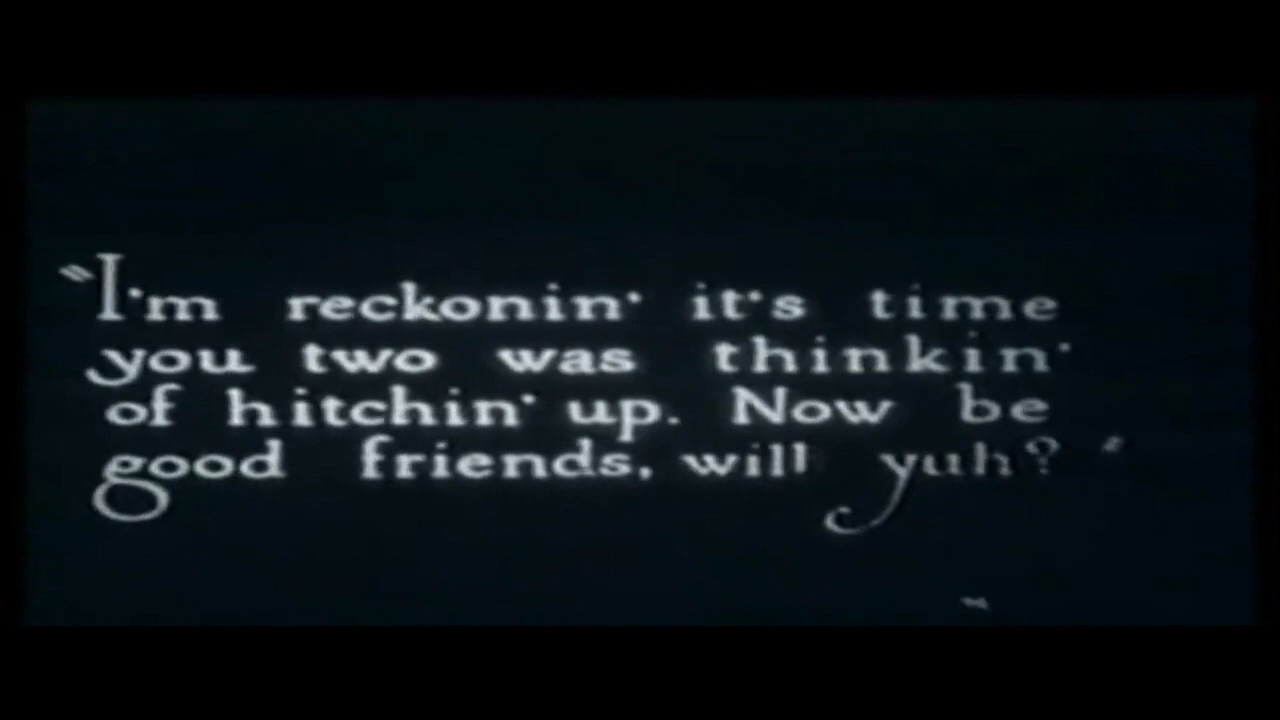 "I'm reckonin' it's time
you two was thinkin'
of hitchin' up. Now be
good friends, will yuh?"